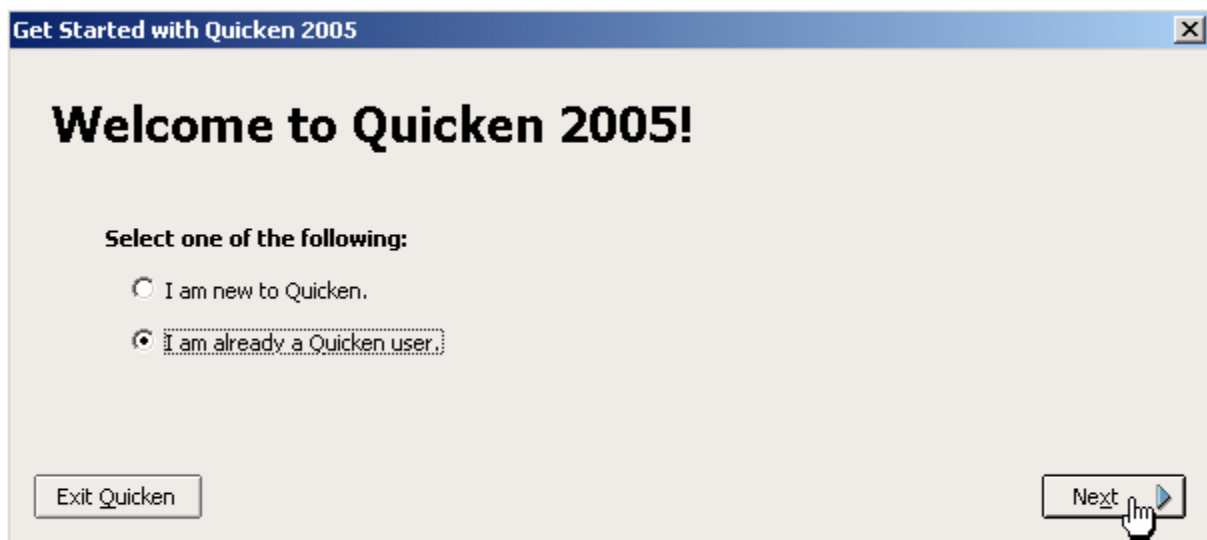 Get Started with Quicken 2005
Welcome to Quicken 2005!
Select one of the following:
I am new to Quicken.
I am already a Quicken user.
Exit Quicken
Next